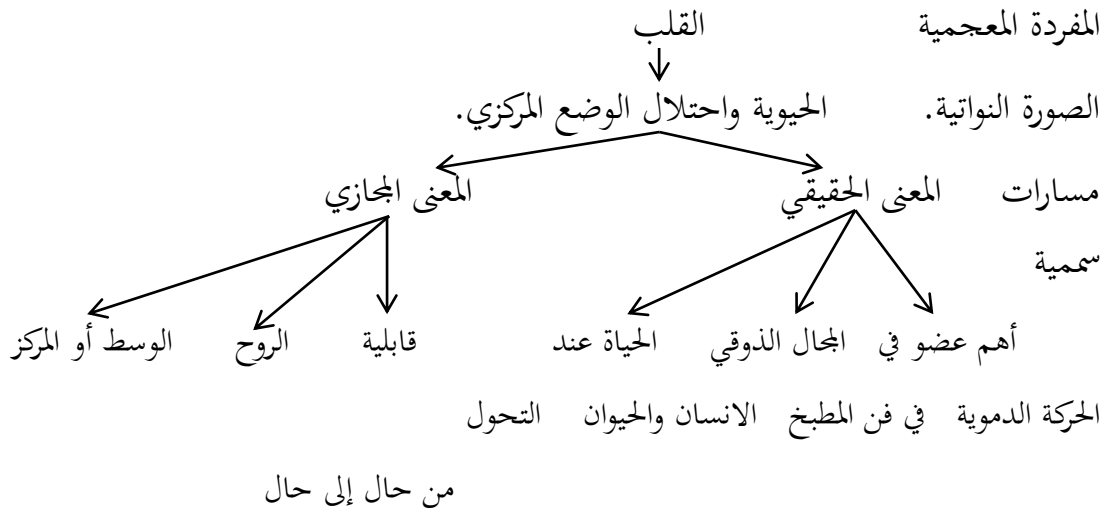 المفردة المعجمية القلب
الصورة النواتية. الحيوية واحتلال الوضع المركزي.
مسارات المعنى الحقيقي المعنى المجازي
سممية
أهم عضو في المجال الذوقي الحياة عند قابلية الروح الوسط أو المركز
الحركة الدموية في فن المطبخ الانسان والحيوان التحول
من حال إلى حال